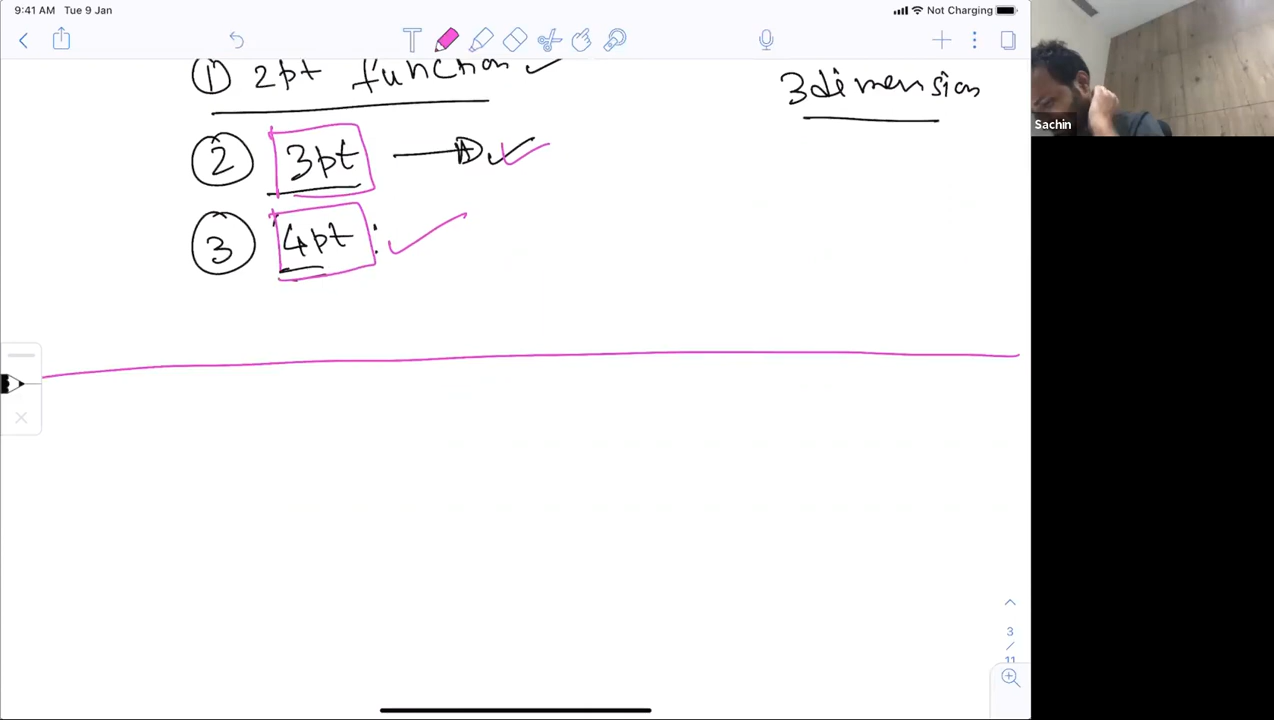 9:41 AM Tue 9 Jan
Not Charging
① 2pt function ✓
3dimension
② 3pt → ✓✓
③ 4pt : ✓
Sachin
3
/
11